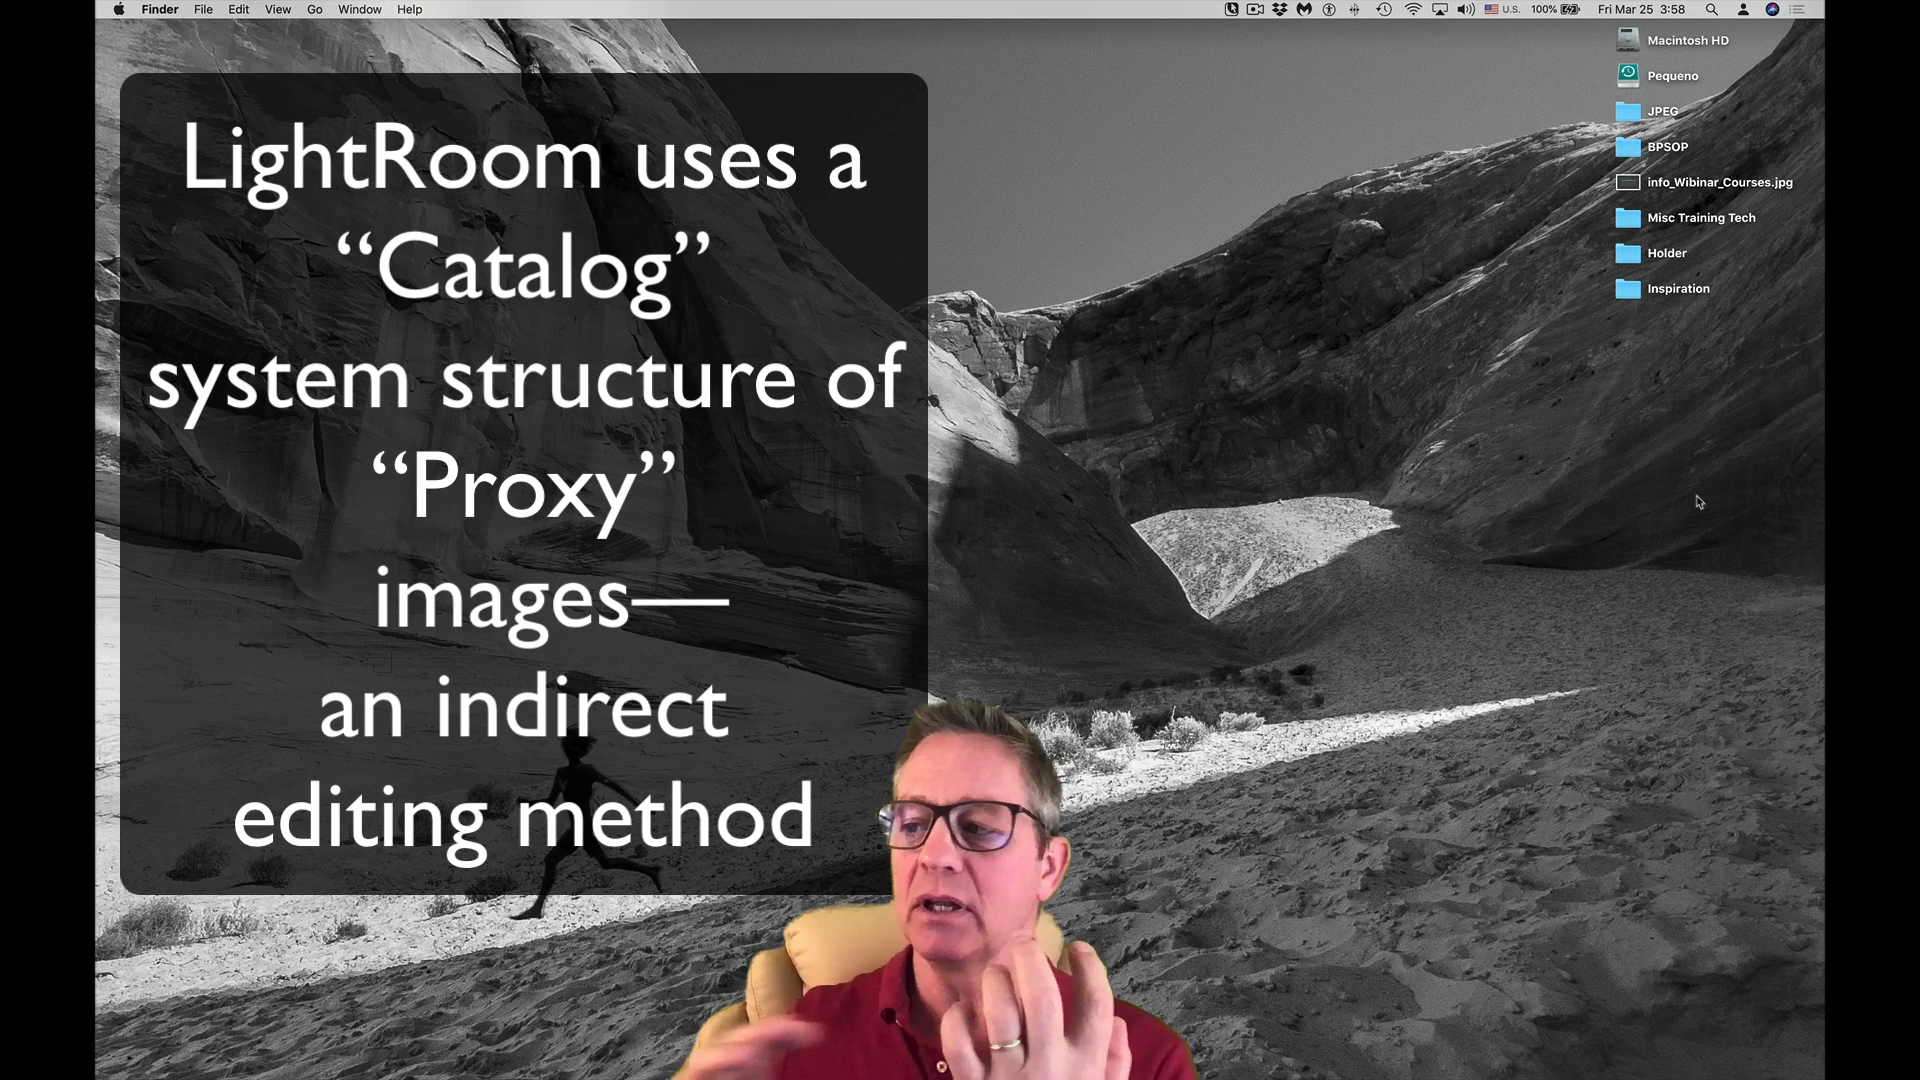 Finder File Edit View Go Window Help
U.S. 100% Fri Mar 25 3:58
Macintosh HD
Pequeno
JPEG
BPSOP
info_Wibinar_Courses.jpg
Misc Training Tech
Holder
Inspiration
LightRoom uses a
“Catalog”
system structure of
“Proxy”
images—
an indirect
editing method